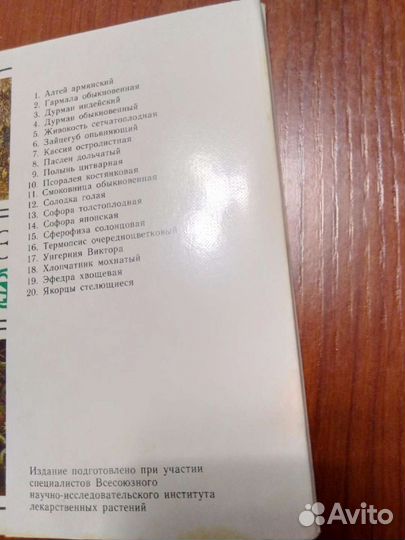 1. Алтей армянский
2. Гармала обыкновенная
3. Дурман индейский
4. Дурман обыкновенный
5. Живокость сетчатоплодная
6. Зайцегуб опьяняющий
7. Кассия остролистная
8. Паслен дольчатый
9. Полынь цитварная
10. Псоралея костянковая
11. Смоковница обыкновенная
12. Солодка голая
13. Софора толстоплодная
14. Софора японская
15. Сферофиза солонцовая
16. Термопсис очередноцветковый
17. Унгерния Виктора
18. Хлопчатник мохнатый
19. Эфедра хвощевая
20. Якорцы стелющиеся
Издание подготовлено при участии
специалистов Всесоюзного
научно-исследовательского института
лекарственных растений
Avito